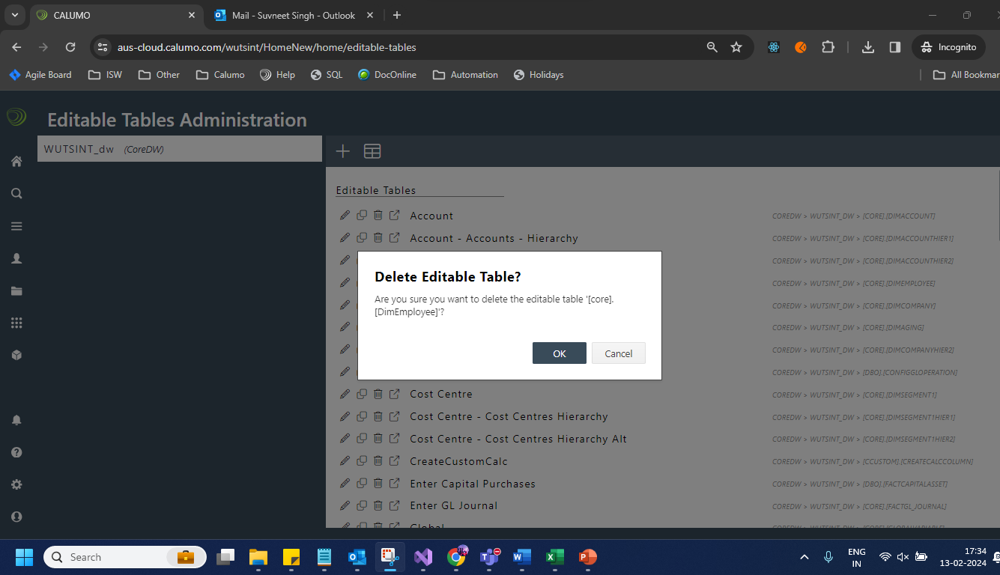 CALUMO
Mail - Suvneet Singh - Outlook
aus-cloud.calumo.com/wutsint/HomeNew/home/editable-tables
Incognito
Agile Board
ISW
Other
Calumo
Help
SQL
DocOnline
Automation
Holidays
All Bookmar
Editable Tables Administration
WUTSINT_dw (CoreDW)
Editable Tables
Account COREDW > WUTSINT_DW > [CORE].[DIMACCOUNT]
Account - Accounts - Hierarchy COREDW > WUTSINT_DW > [CORE].[DIMACCOUNTHIER1]
COREDW > WUTSINT_DW > [CORE].[DIMACCOUNTHIER2]
COREDW > WUTSINT_DW > [CORE].[DIMEMPLOYEE]
COREDW > WUTSINT_DW > [CORE].[DIMCOMPANY]
COREDW > WUTSINT_DW > [CORE].[DIMAGING]
COREDW > WUTSINT_DW > [CORE].[DIMCOMPANYHIER2]
COREDW > WUTSINT_DW > [DBO].[CONFIGGLOPERATION]
Delete Editable Table?
Are you sure you want to delete the editable table '[core].
[DimEmployee]'?
OK
Cancel
Cost Centre COREDW > WUTSINT_DW > [CORE].[DIMSEGMENT1]
Cost Centre - Cost Centres Hierarchy COREDW > WUTSINT_DW > [CORE].[DIMSEGMENT1HIER1]
Cost Centre - Cost Centres Hierarchy Alt COREDW > WUTSINT_DW > [CORE].[DIMSEGMENT1HIER2]
CreateCustomCalc COREDW > WUTSINT_DW > [CCUSTOM].[CREATECALCCOLUMN]
Enter Capital Purchases COREDW > WUTSINT_DW > [DBO].[FACTCAPITALASSET]
Enter GL Journal COREDW > WUTSINT_DW > [CORE].[FACTGL_JOURNAL]
Global COREDW > WUTSINT_DW > [CORE].[GLOBALVARIABLE]
Search
ENG
IN
17:34
13-02-2024